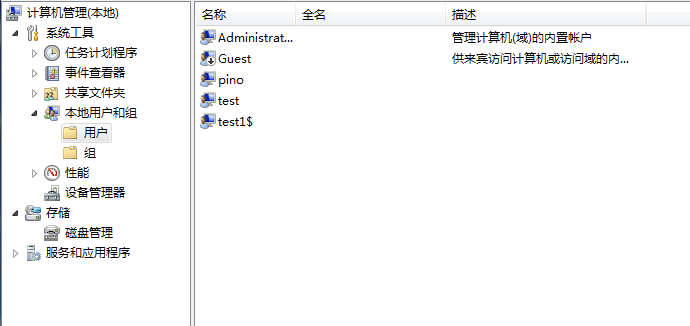 计算机管理(本地)
系统工具
任务计划程序
事件查看器
共享文件夹
本地用户和组
用户
组
性能
设备管理器
存储
磁盘管理
服务和应用程序
名称 全名 描述
Administrat... 管理计算机(域)的内置帐户
Guest 供来宾访问计算机或访问域的内...
pino
test
test1$